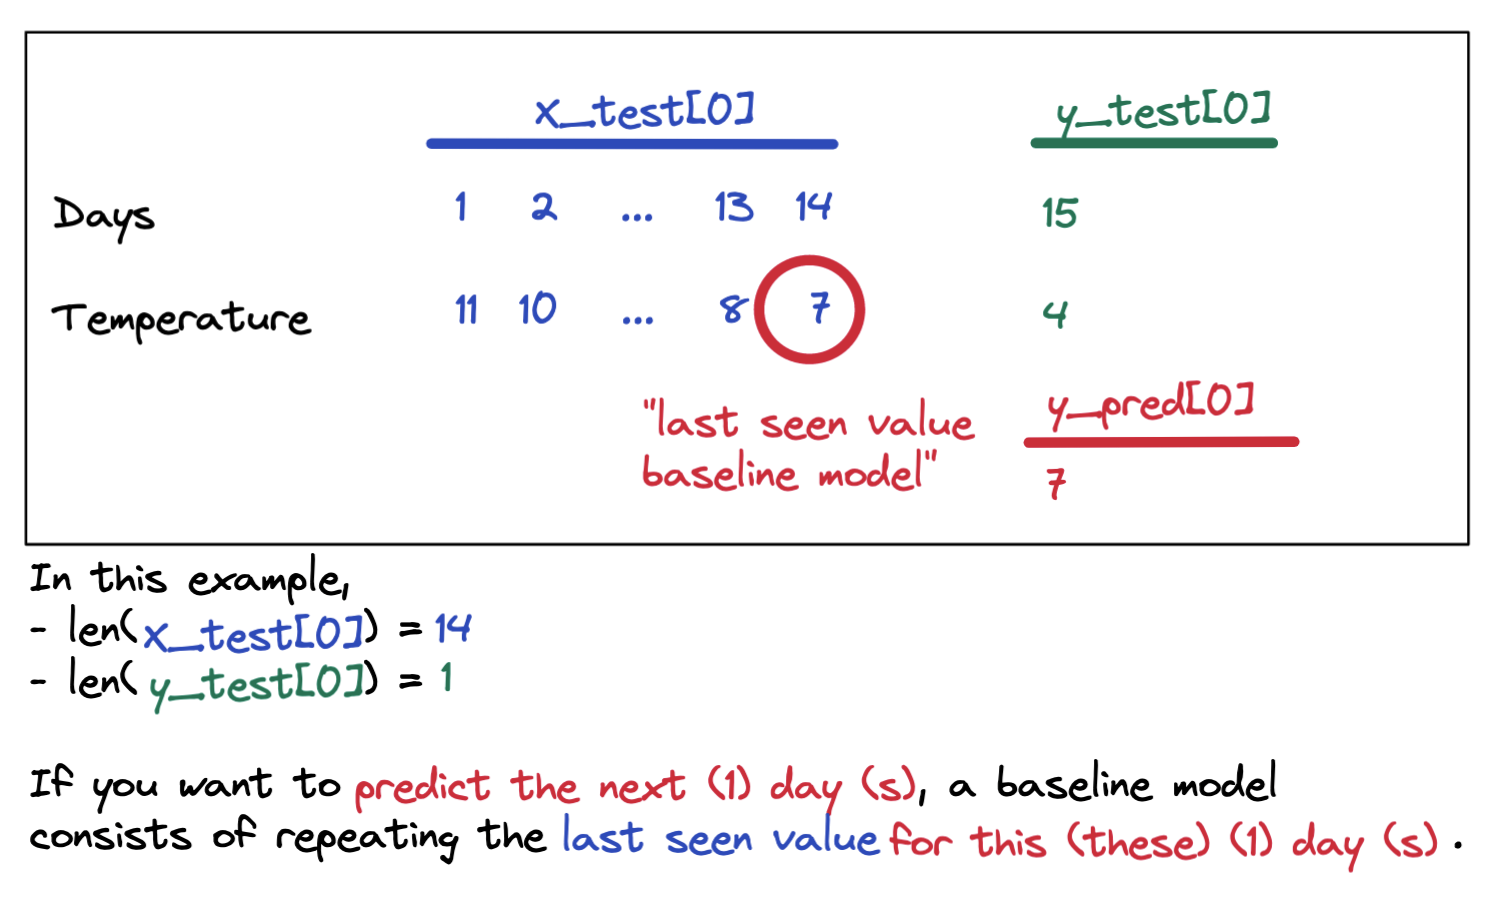 x_test[0] y_test[0]
Days 1 2 ... 13 14 15
Temperature 11 10 ... 8 7 4
y_pred[0]
"last seen value
baseline model"
7
In this example,
- len(x_test[0]) = 14
- len(y_test[0]) = 1
If you want to predict the next (1) day (s), a baseline model
consists of repeating the last seen value for this (these) (1) day (s) .